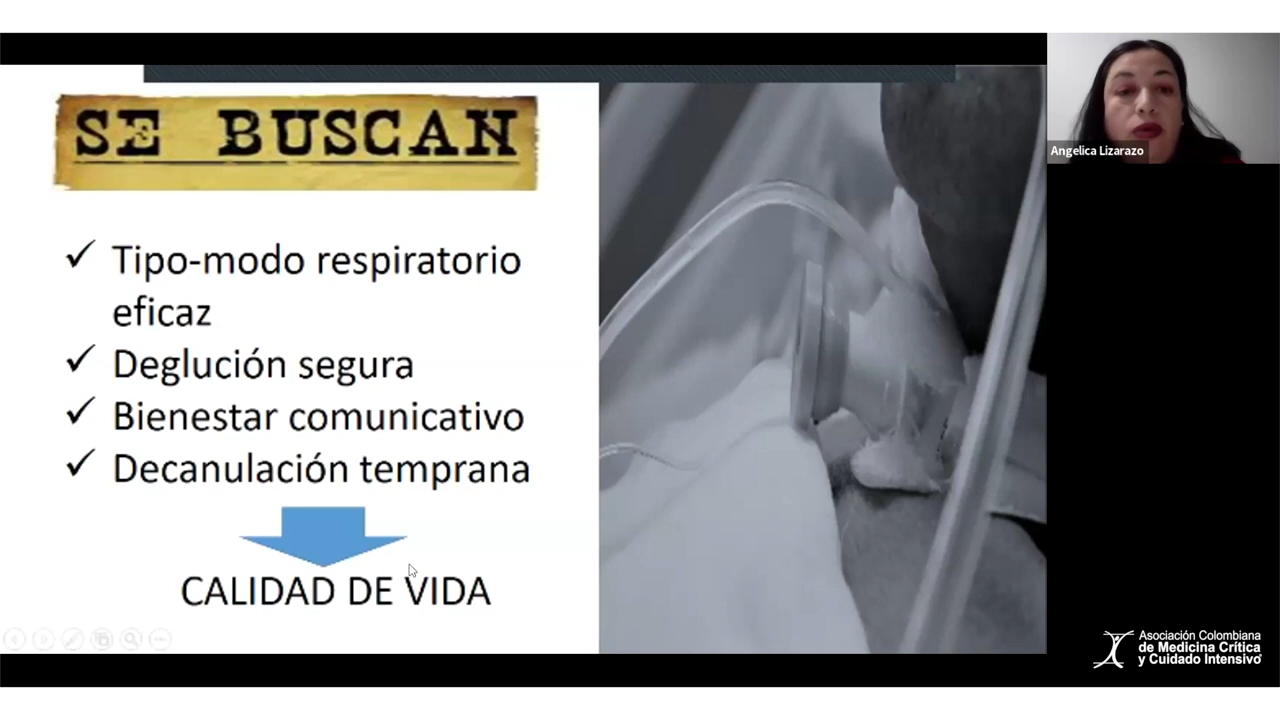 SE BUSCAN
✓ Tipo-modo respiratorio
eficaz
✓ Deglución segura
✓ Bienestar comunicativo
✓ Decanulación temprana
CALIDAD DE VIDA
Angelica Lizarazo
Asociación Colombiana
de Medicina Crítica
y Cuidado Intensivo